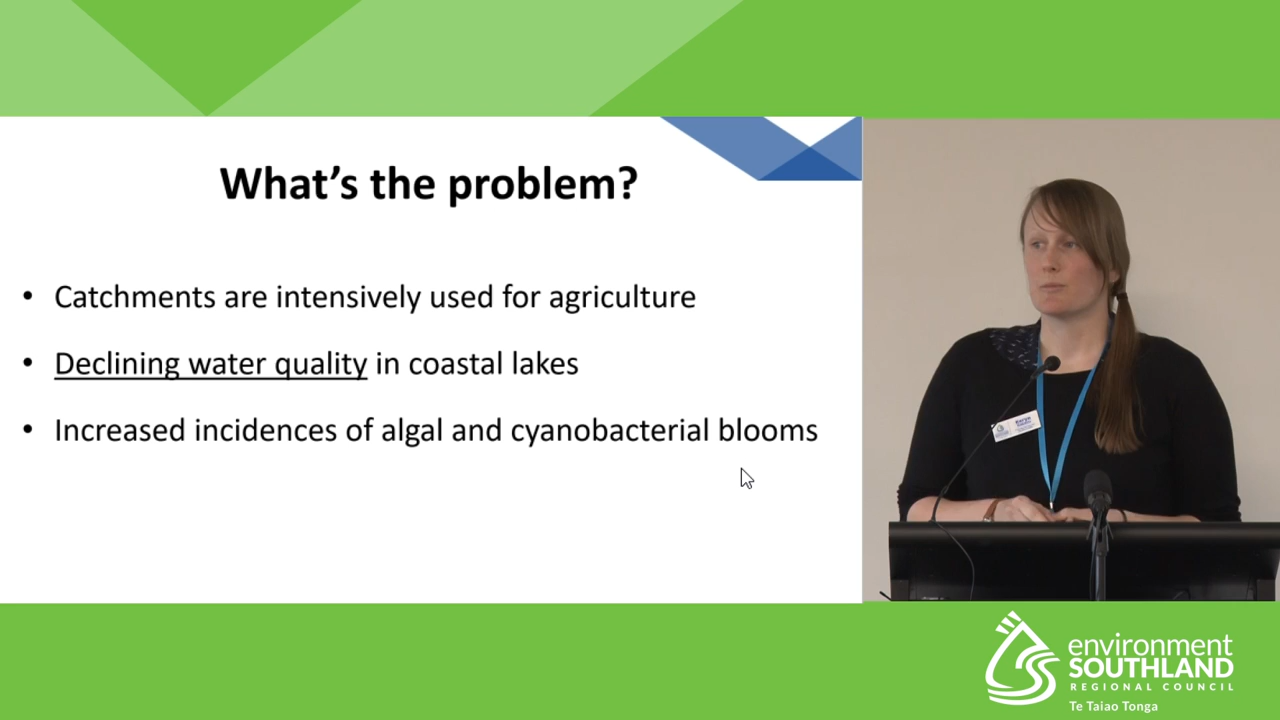 What's the problem?
• Catchments are intensively used for agriculture
• Declining water quality in coastal lakes
• Increased incidences of algal and cyanobacterial blooms
environment
SOUTHLAND
REGIONAL COUNCIL
Te Taiao Tonga